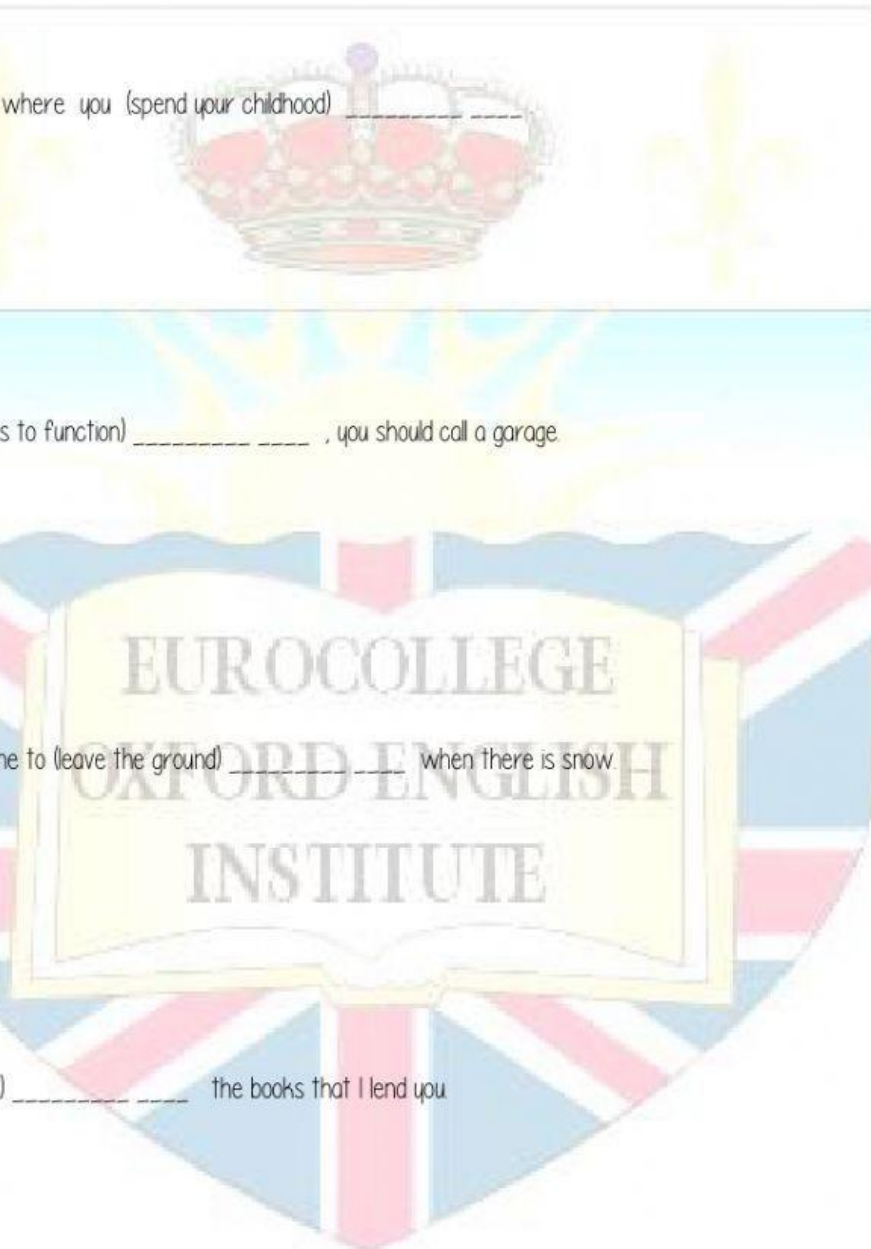 where you (spend your childhood) _________ ____ .
s to function) _________ ____ , you should call a garage.
EUROCOLLEGE
ne to (leave the ground) _________ ____ when there is snow.
OXFORD ENGLISH
INSTITUTE
) _________ ____ the books that I lend you.